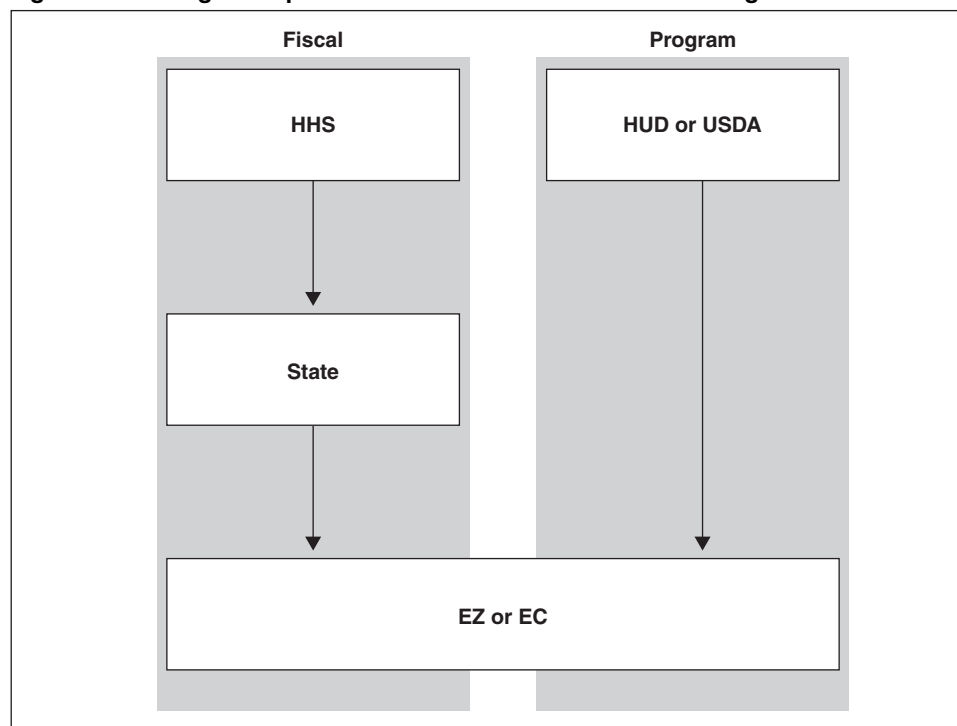 Fiscal Program
HHS
HUD or USDA
State
EZ or EC